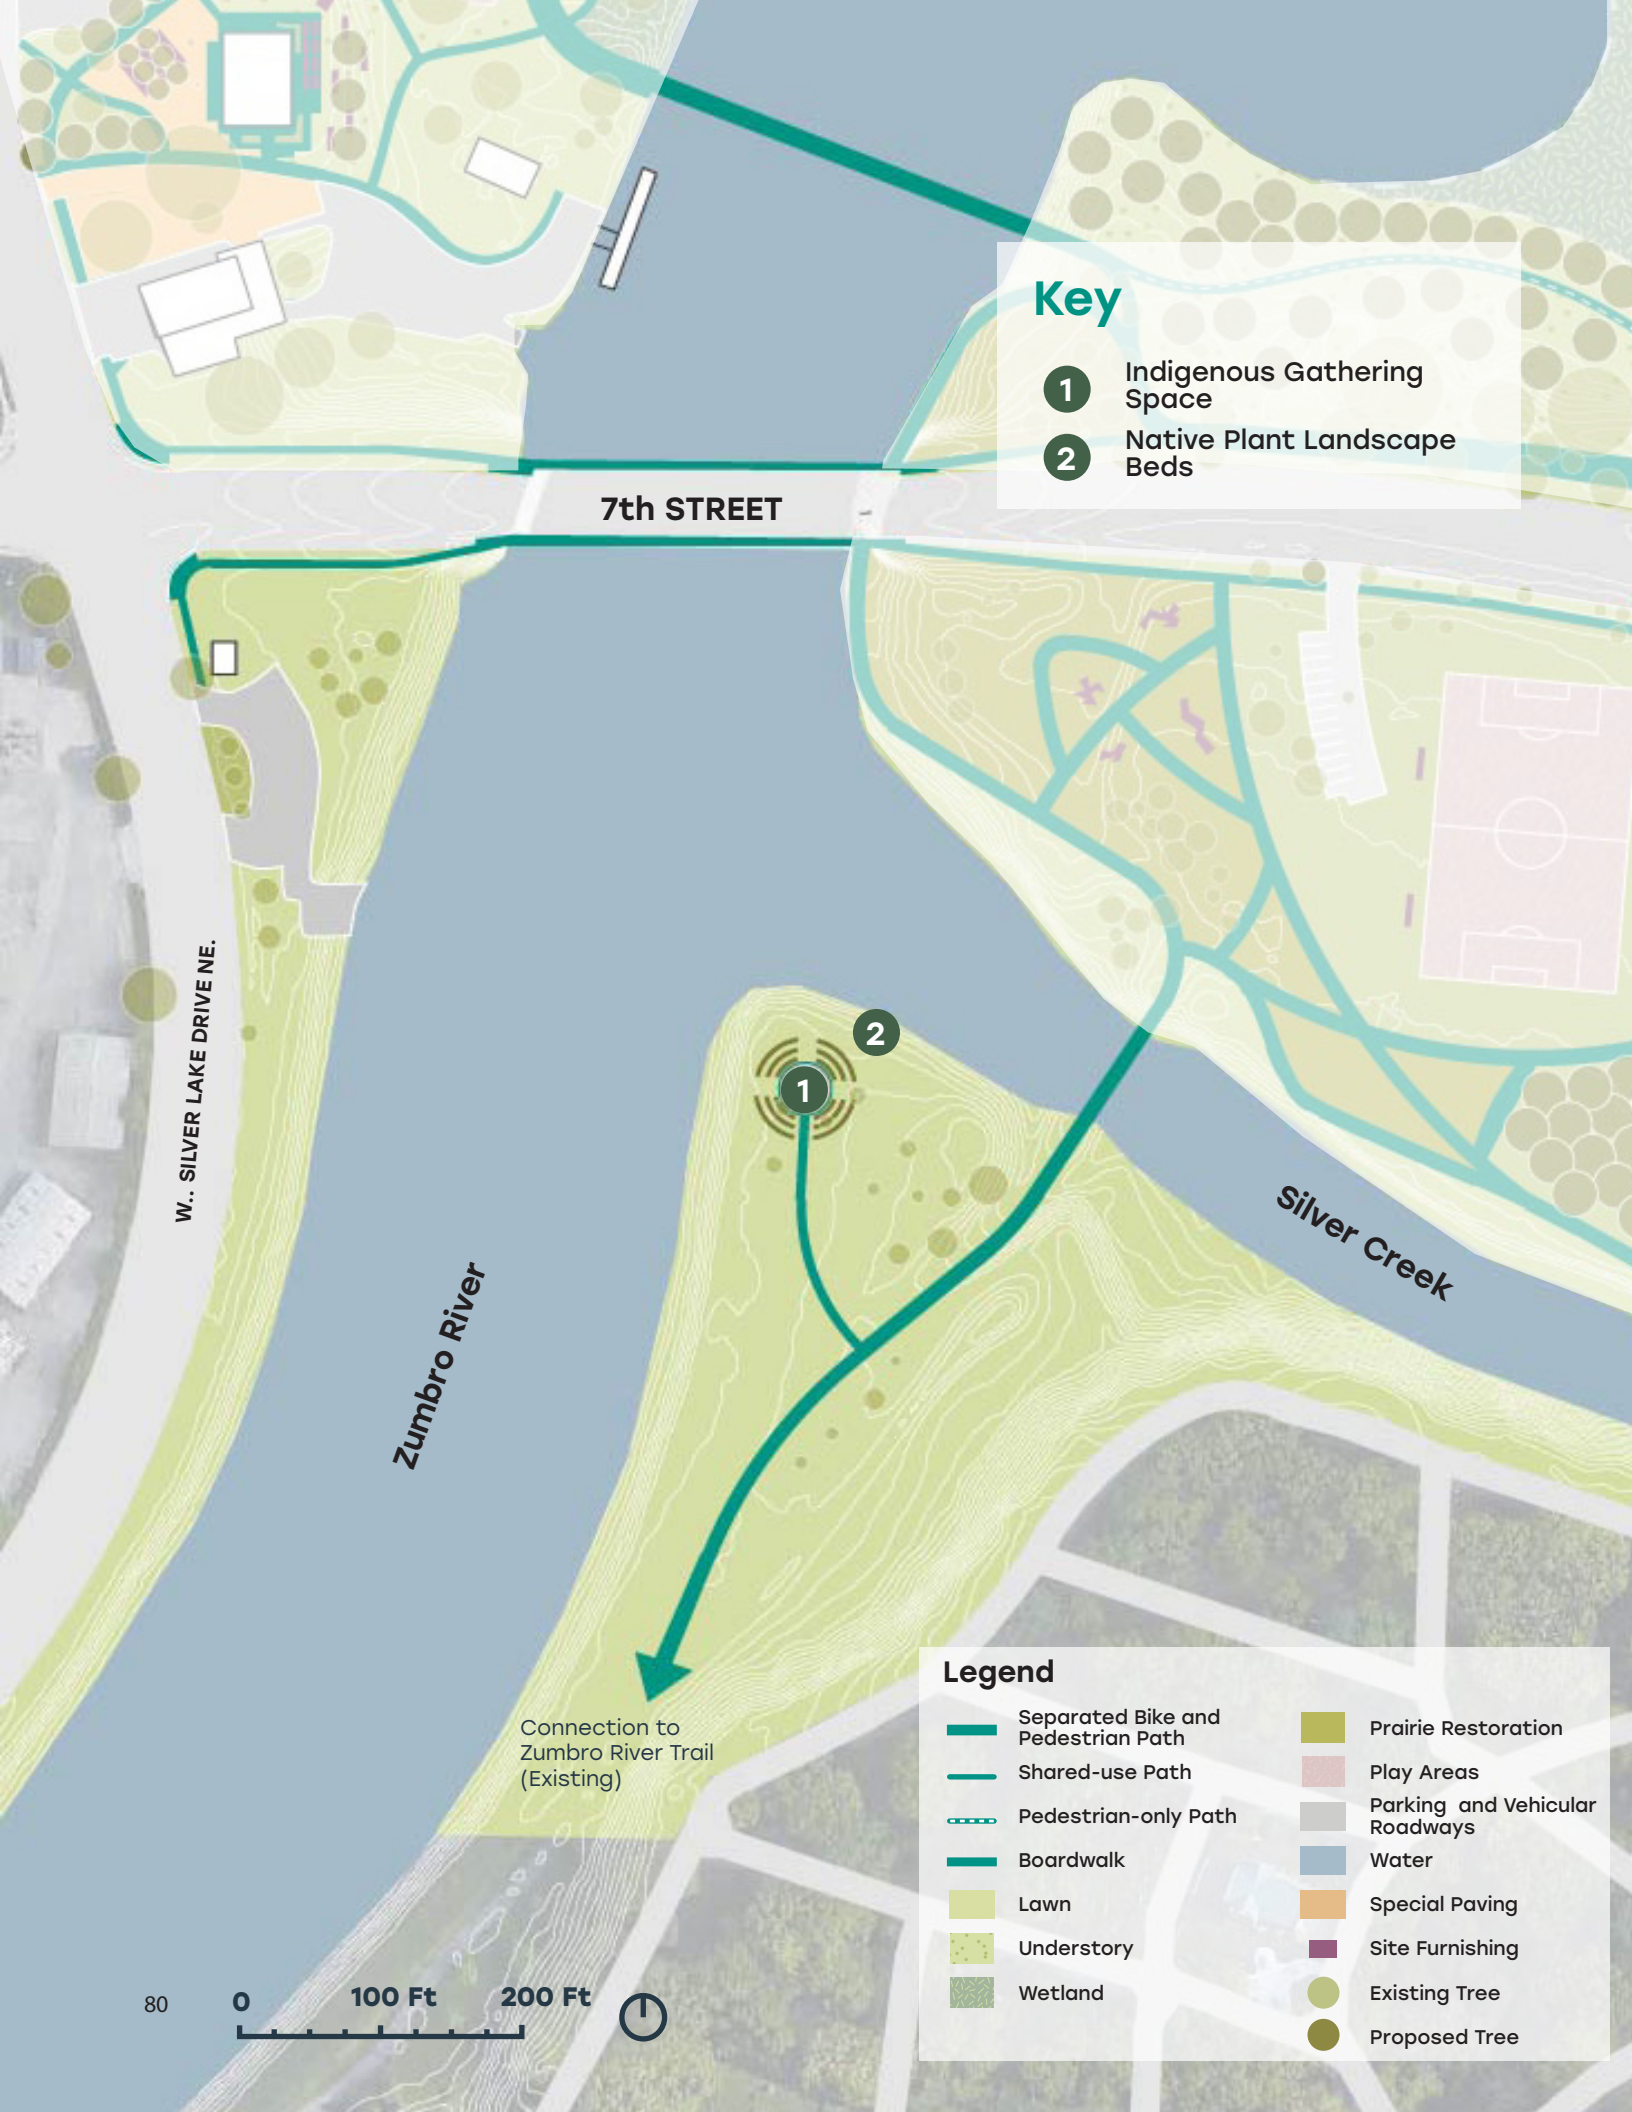 Key
1
Indigenous Gathering
Space
2
Native Plant Landscape
Beds
7th STREET
W.. SILVER LAKE DRIVE NE.
2
1
Silver Creek
Zumbro River
Connection to
Zumbro River Trail
(Existing)
Legend
Separated Bike and
Pedestrian Path
Shared-use Path
Pedestrian-only Path
Boardwalk
Lawn
Understory
Wetland
Prairie Restoration
Play Areas
Parking and Vehicular
Roadways
Water
Special Paving
Site Furnishing
Existing Tree
Proposed Tree
80
0 100 Ft 200 Ft